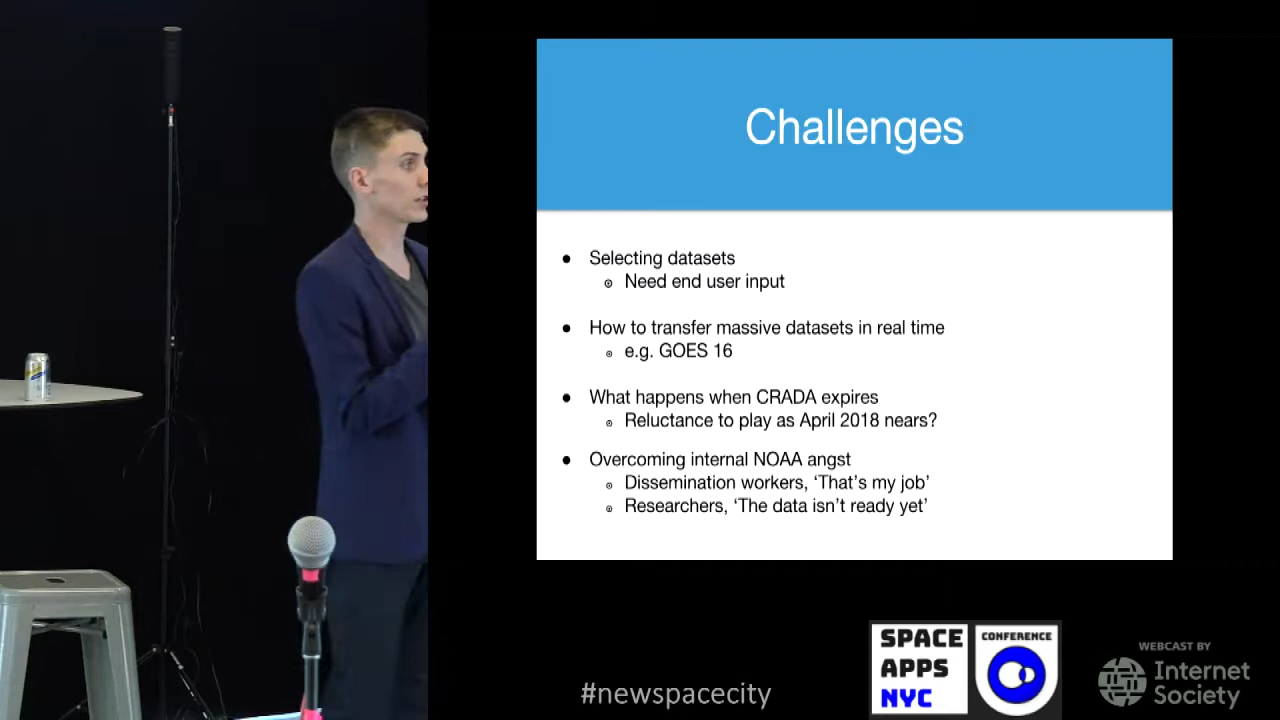 Challenges
Selecting datasets
Need end user input
How to transfer massive datasets in real time
e.g. GOES 16
What happens when CRADA expires
Reluctance to play as April 2018 nears?
Overcoming internal NOAA angst
Dissemination workers, ‘That’s my job’
Researchers, ‘The data isn’t ready yet’
#newspacecity
SPACE
APPS
NYC
CONFERENCE
WEBCAST BY
Internet
Society